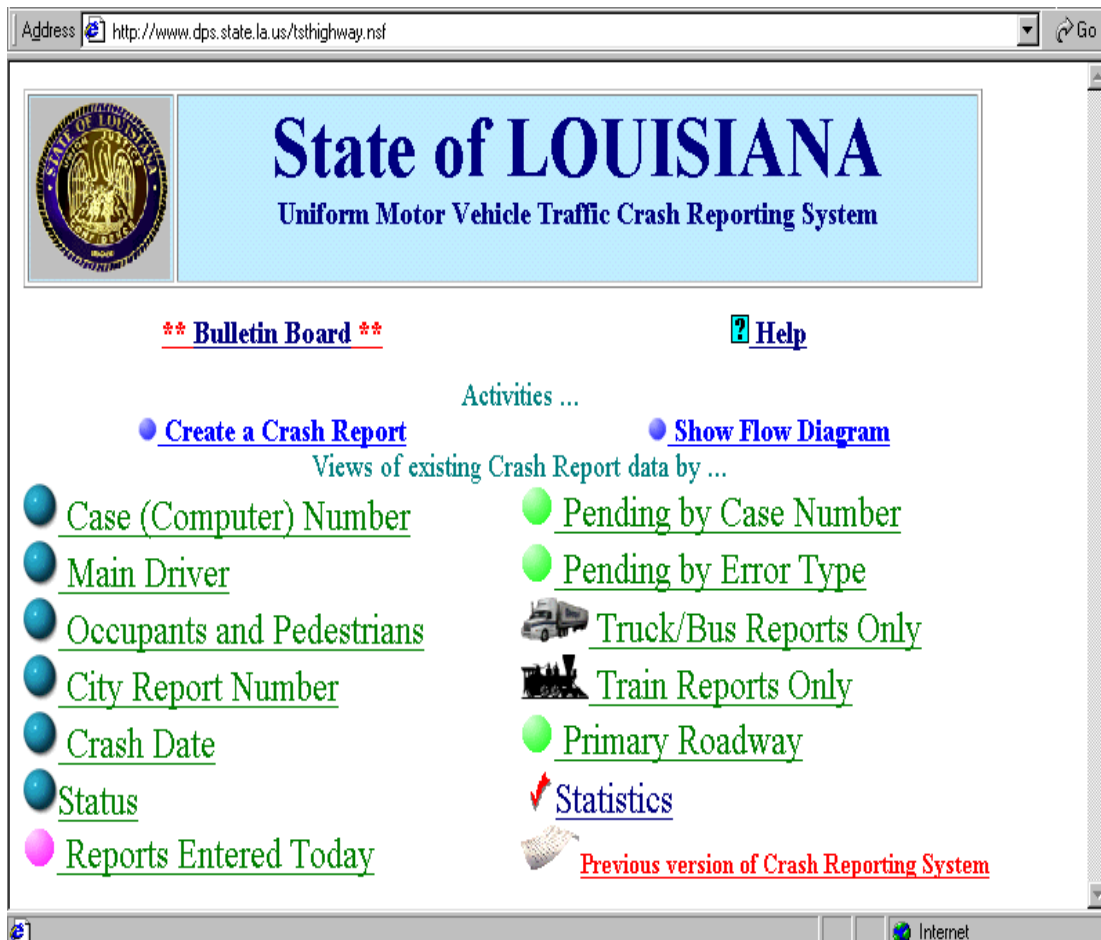 Address http://www.dps.state.la.us/tsthighway.nsf Go
STATE OF LOUISIANA
State of LOUISIANA
Uniform Motor Vehicle Traffic Crash Reporting System
** Bulletin Board **
? Help
Activities ...
Create a Crash Report
Show Flow Diagram
Views of existing Crash Report data by ...
Case (Computer) Number
Pending by Case Number
Main Driver
Pending by Error Type
Occupants and Pedestrians
Truck/Bus Reports Only
City Report Number
Train Reports Only
Crash Date
Primary Roadway
Status
Statistics
Reports Entered Today
Previous version of Crash Reporting System
Internet